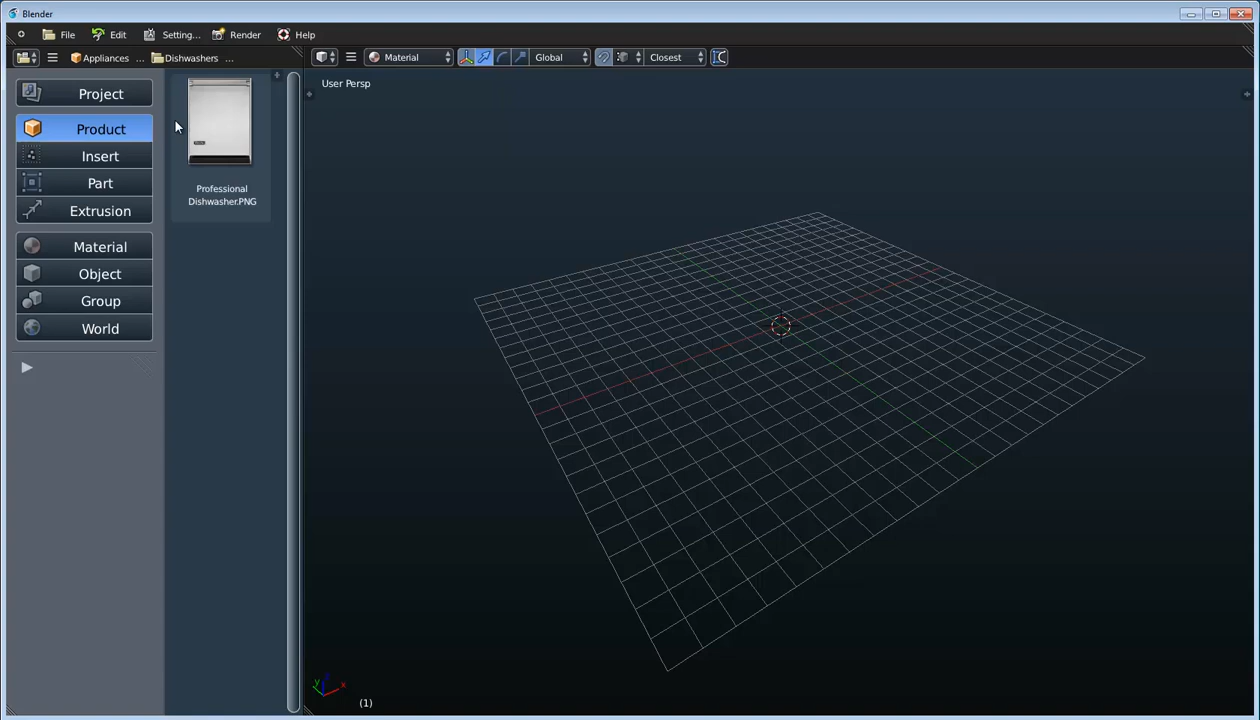 Blender
File Edit Setting... Render Help
Appliances ... Dishwashers ... Material Global Closest
User Persp
Project
Product
Insert
Part
Extrusion
Material
Object
Group
World
Professional
Dishwasher.PNG
y z x
(1)